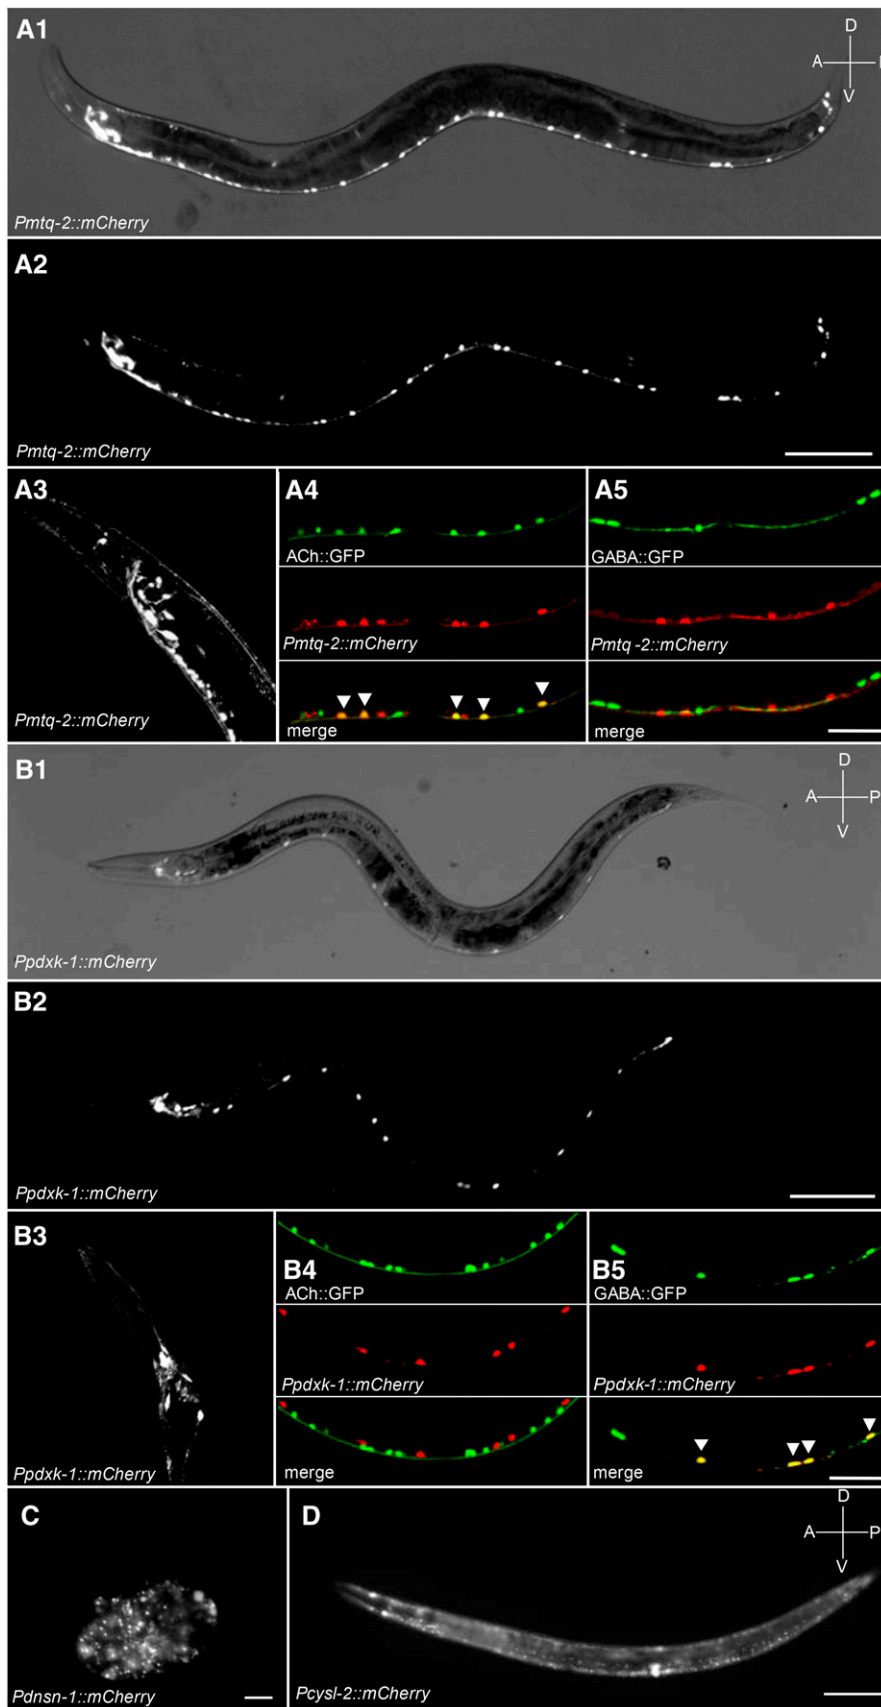 A1
D
A
V
Pmtq-2::mCherry
A2
Pmtq-2::mCherry
A3
Pmtq-2::mCherry
A4
ACh::GFP
Pmtq-2::mCherry
merge
A5
GABA::GFP
Pmtq-2::mCherry
merge
B1
D
A P
V
Ppdxk-1::mCherry
B2
Ppdxk-1::mCherry
B3
Ppdxk-1::mCherry
B4
ACh::GFP
Ppdxk-1::mCherry
merge
B5
GABA::GFP
Ppdxk-1::mCherry
merge
C
Pdnsn-1::mCherry
D
D
A P
V
Pcysl-2::mCherry